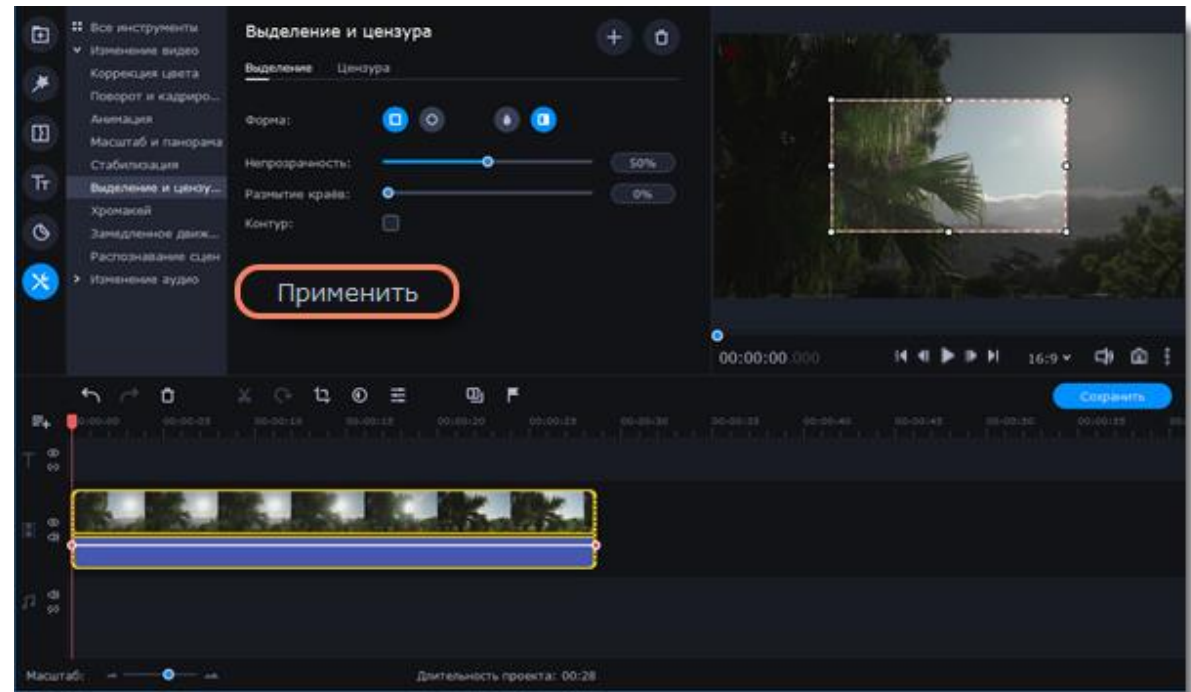 Все инструменты
Изменение видео
Коррекция цвета
Поворот и кадриро...
Анимация
Масштаб и панорама
Стабилизация
Выделение и цензу...
Хромакей
Замедленное движ...
Распознавание сцен
Изменение аудио
Выделение и цензура
Выделение Цензура
Форма:
Непрозрачность: 50%
Размытие краёв: 0%
Контур:
Применить
00:00:00.000
16:9
Сохранить
Масштаб:
Длительность проекта: 00:28